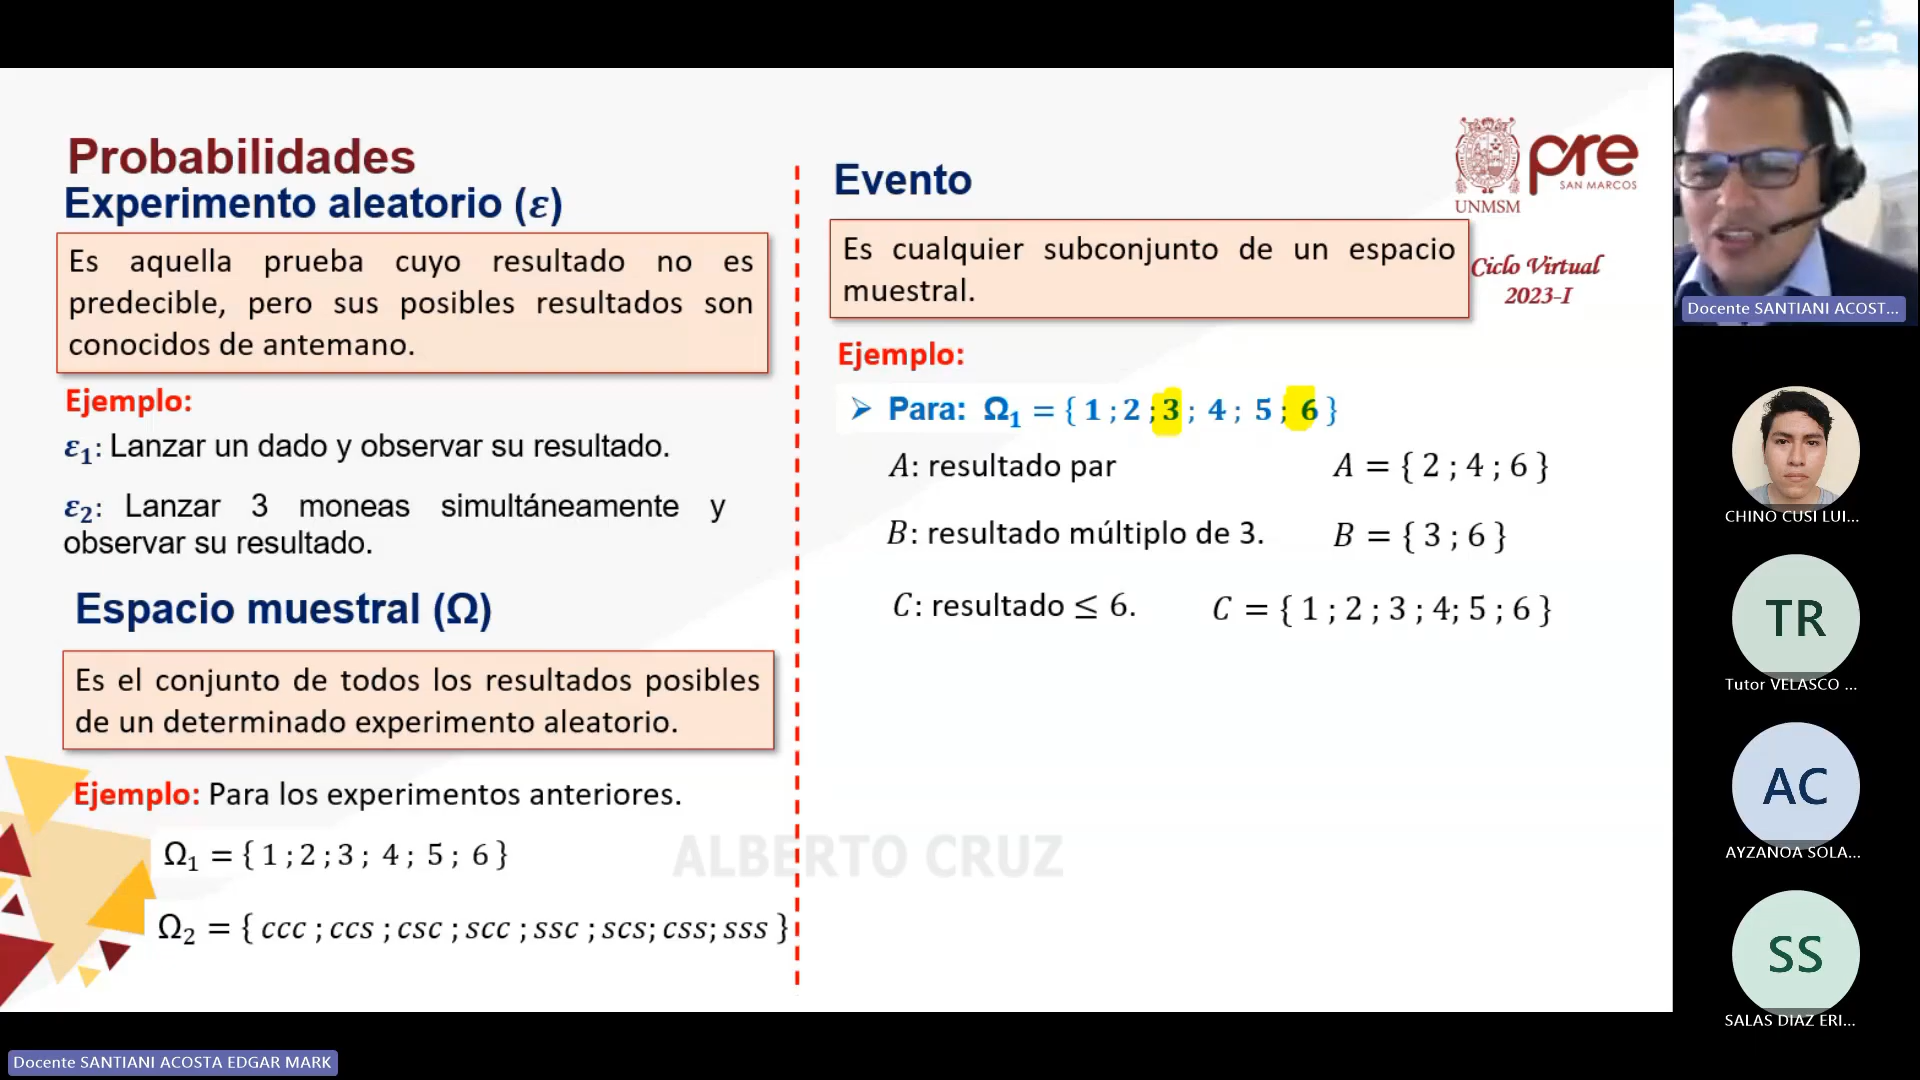 Probabilidades
Experimento aleatorio (ε)
Es aquella prueba cuyo resultado no es
predecible, pero sus posibles resultados son
conocidos de antemano.
Ejemplo:
ε₁: Lanzar un dado y observar su resultado.
ε₂: Lanzar 3 moneas simultáneamente y
observar su resultado.
Espacio muestral (Ω)
Es el conjunto de todos los resultados posibles
de un determinado experimento aleatorio.
Ejemplo: Para los experimentos anteriores.
Ω₁ = { 1 ; 2 ; 3 ; 4 ; 5 ; 6 }
Ω₂ = { ccc ; ccs ; csc ; scc ; ssc ; scs; css; sss }
Evento
Es cualquier subconjunto de un espacio
muestral.
Ejemplo:
➢ Para: Ω₁ = { 1 ; 2 ; 3 ; 4 ; 5 ; 6 }
A: resultado par A = { 2 ; 4 ; 6 }
B: resultado múltiplo de 3. B = { 3 ; 6 }
C: resultado ≤ 6. C = { 1 ; 2 ; 3 ; 4; 5 ; 6 }
ALBERTO CRUZ
UNMSM
pre
SAN MARCOS
Ciclo Virtual
2023-I
Docente SANTIANI ACOST...
CHINO CUSI LUI...
TR
Tutor VELASCO ...
AC
AYZANOA SOLA...
SS
SALAS DIAZ ERI...
Docente SANTIANI ACOSTA EDGAR MARK